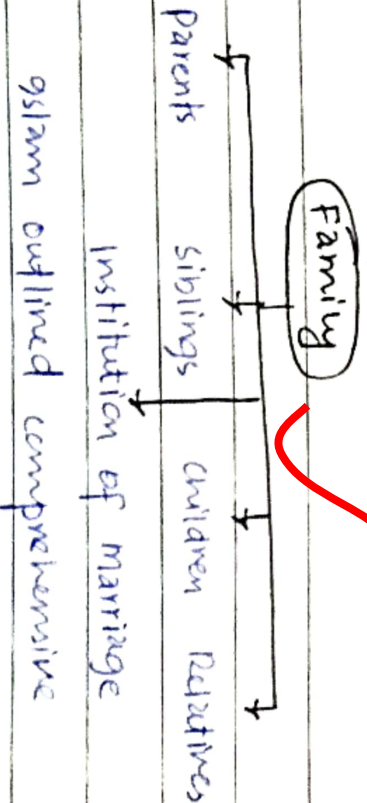 Family
Parents siblings children Relatives
Institution of marriage
Islam outlined comprehensive